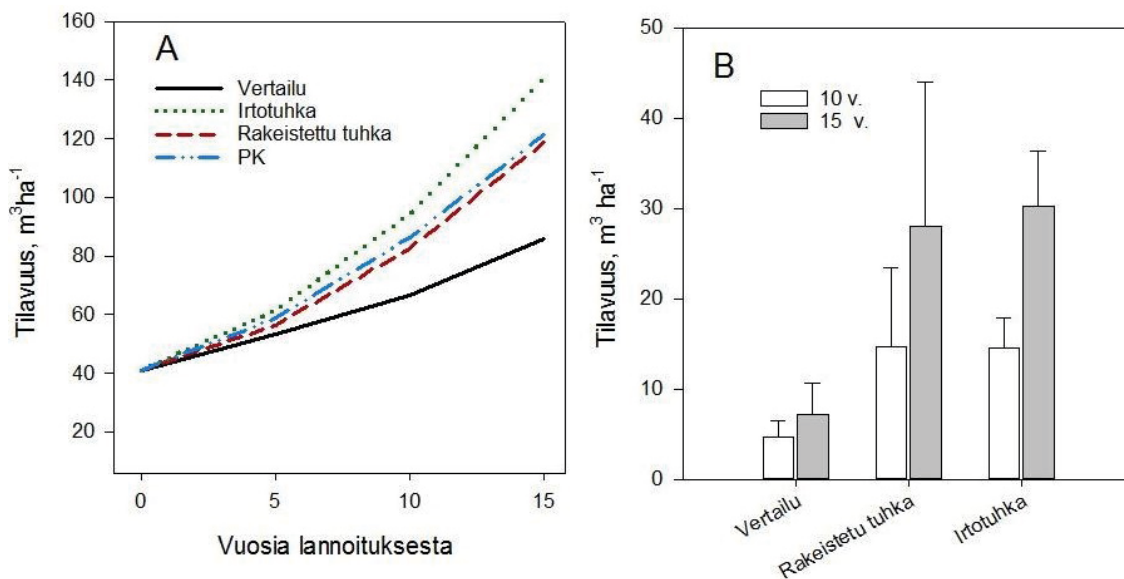 A
Vertailu
Irtotuhka
Rakeistettu tuhka
PK
Tilavuus, m³ha⁻¹
160
140
120
100
80
60
40
20
0 5 10 15
Vuosia lannoituksesta
B
10 v.
15 v.
Tilavuus, m³ ha⁻¹
50
40
30
20
10
0
Vertailu
Rakeistetu tuhka
Irtotuhka